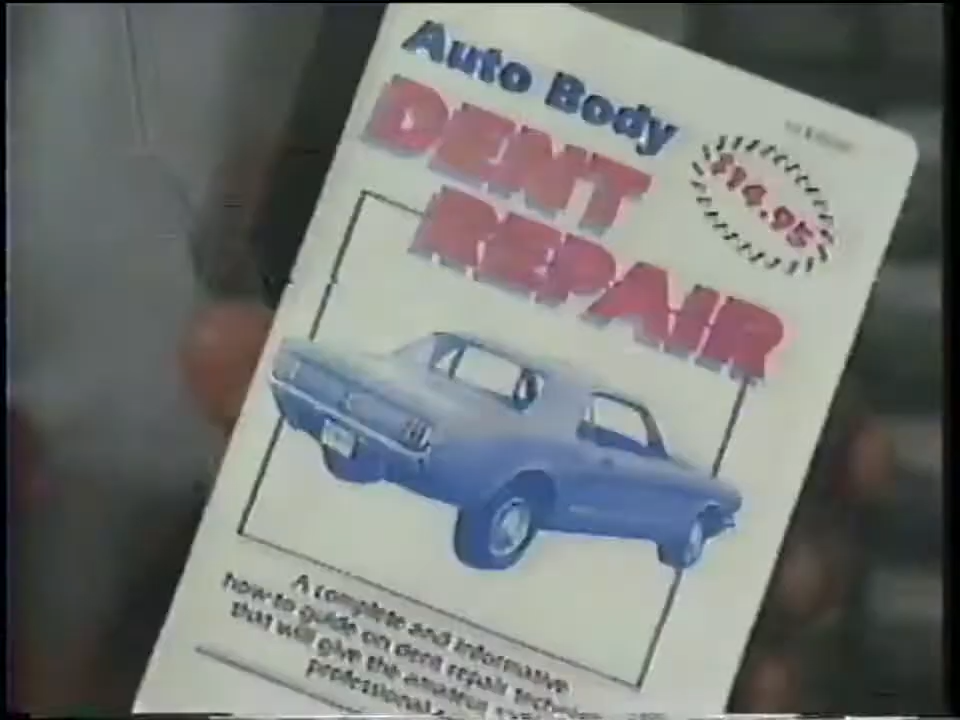 Auto Body
DENT
REPAIR
$14.95
A complete and informative
how to guide on dent repair
that will give the amateur
professional